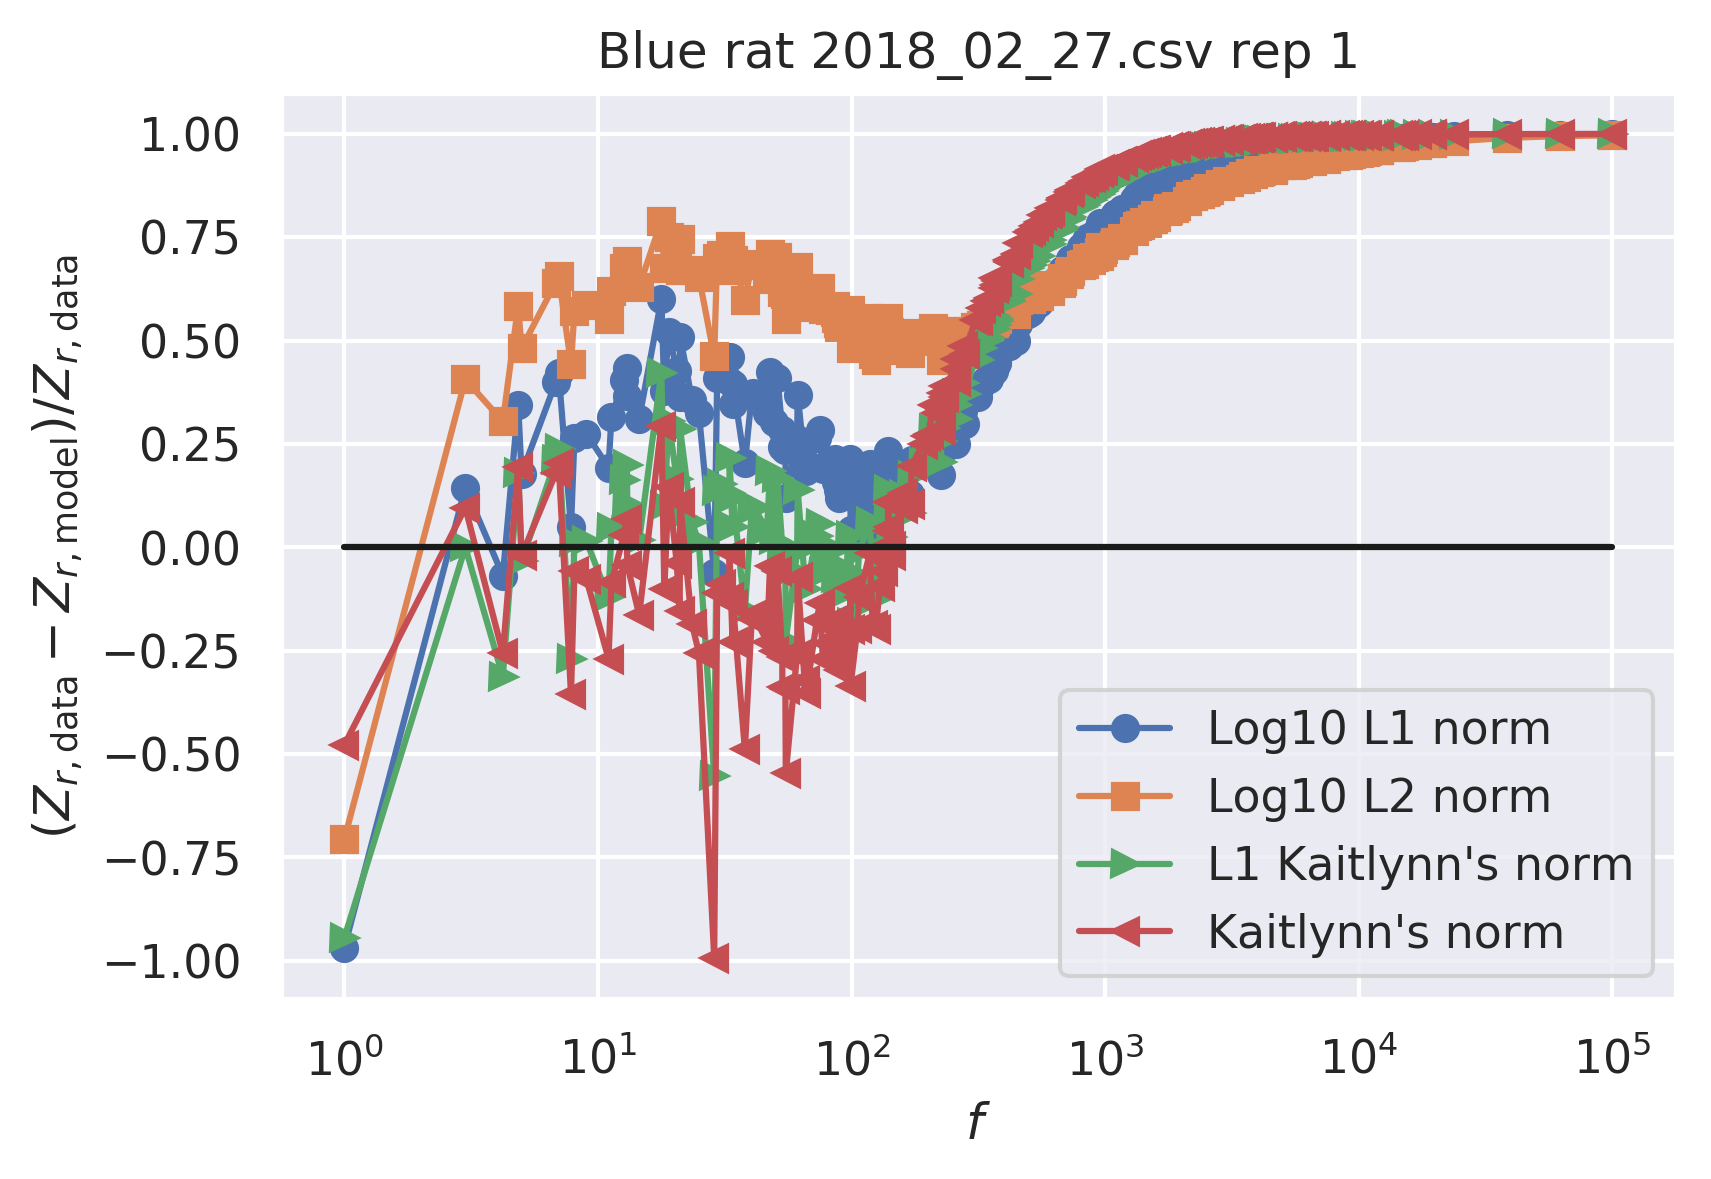 Blue rat 2018_02_27.csv rep 1
(Z_{r, data} − Z_{r, model})/Z_{r, data}
1.00
0.75
0.50
0.25
0.00
−0.25
−0.50
−0.75
−1.00
Log10 L1 norm
Log10 L2 norm
L1 Kaitlynn's norm
Kaitlynn's norm
10^0 10^1 10^2 10^3 10^4 10^5
f